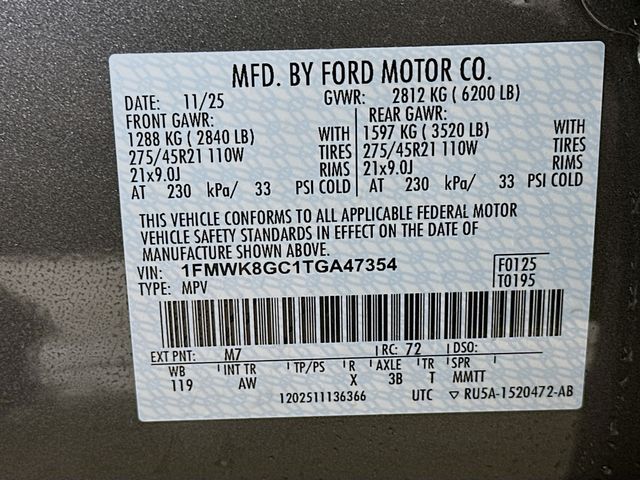 MFD. BY FORD MOTOR CO.
DATE: 11/25 GVWR: 2812 KG ( 6200 LB)
FRONT GAWR: REAR GAWR:
1288 KG ( 2840 LB) WITH 1597 KG ( 3520 LB) WITH
275/45R21 110W TIRES 275/45R21 110W TIRES
21x9.0J RIMS 21x9.0J RIMS
AT 230 kPa/ 33 PSI COLD AT 230 kPa/ 33 PSI COLD
THIS VEHICLE CONFORMS TO ALL APPLICABLE FEDERAL MOTOR
VEHICLE SAFETY STANDARDS IN EFFECT ON THE DATE OF
MANUFACTURE SHOWN ABOVE.
VIN: 1FMWK8GC1TGA47354 F0125
TYPE: MPV T0195
EXT PNT: M7 RC: 72 DSO:
WB INT TR TP/PS R AXLE TR SPR
119 AW X 3B T MMTT
1202511136366 UTC ▽ RU5A-1520472-AB